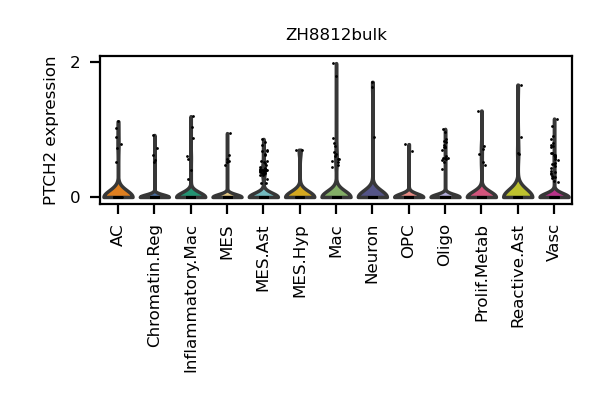 ZH8812bulk
PTCH2 expression
2
0
AC
Chromatin.Reg
Inflammatory.Mac
MES
MES.Ast
MES.Hyp
Mac
Neuron
OPC
Oligo
Prolif.Metab
Reactive.Ast
Vasc